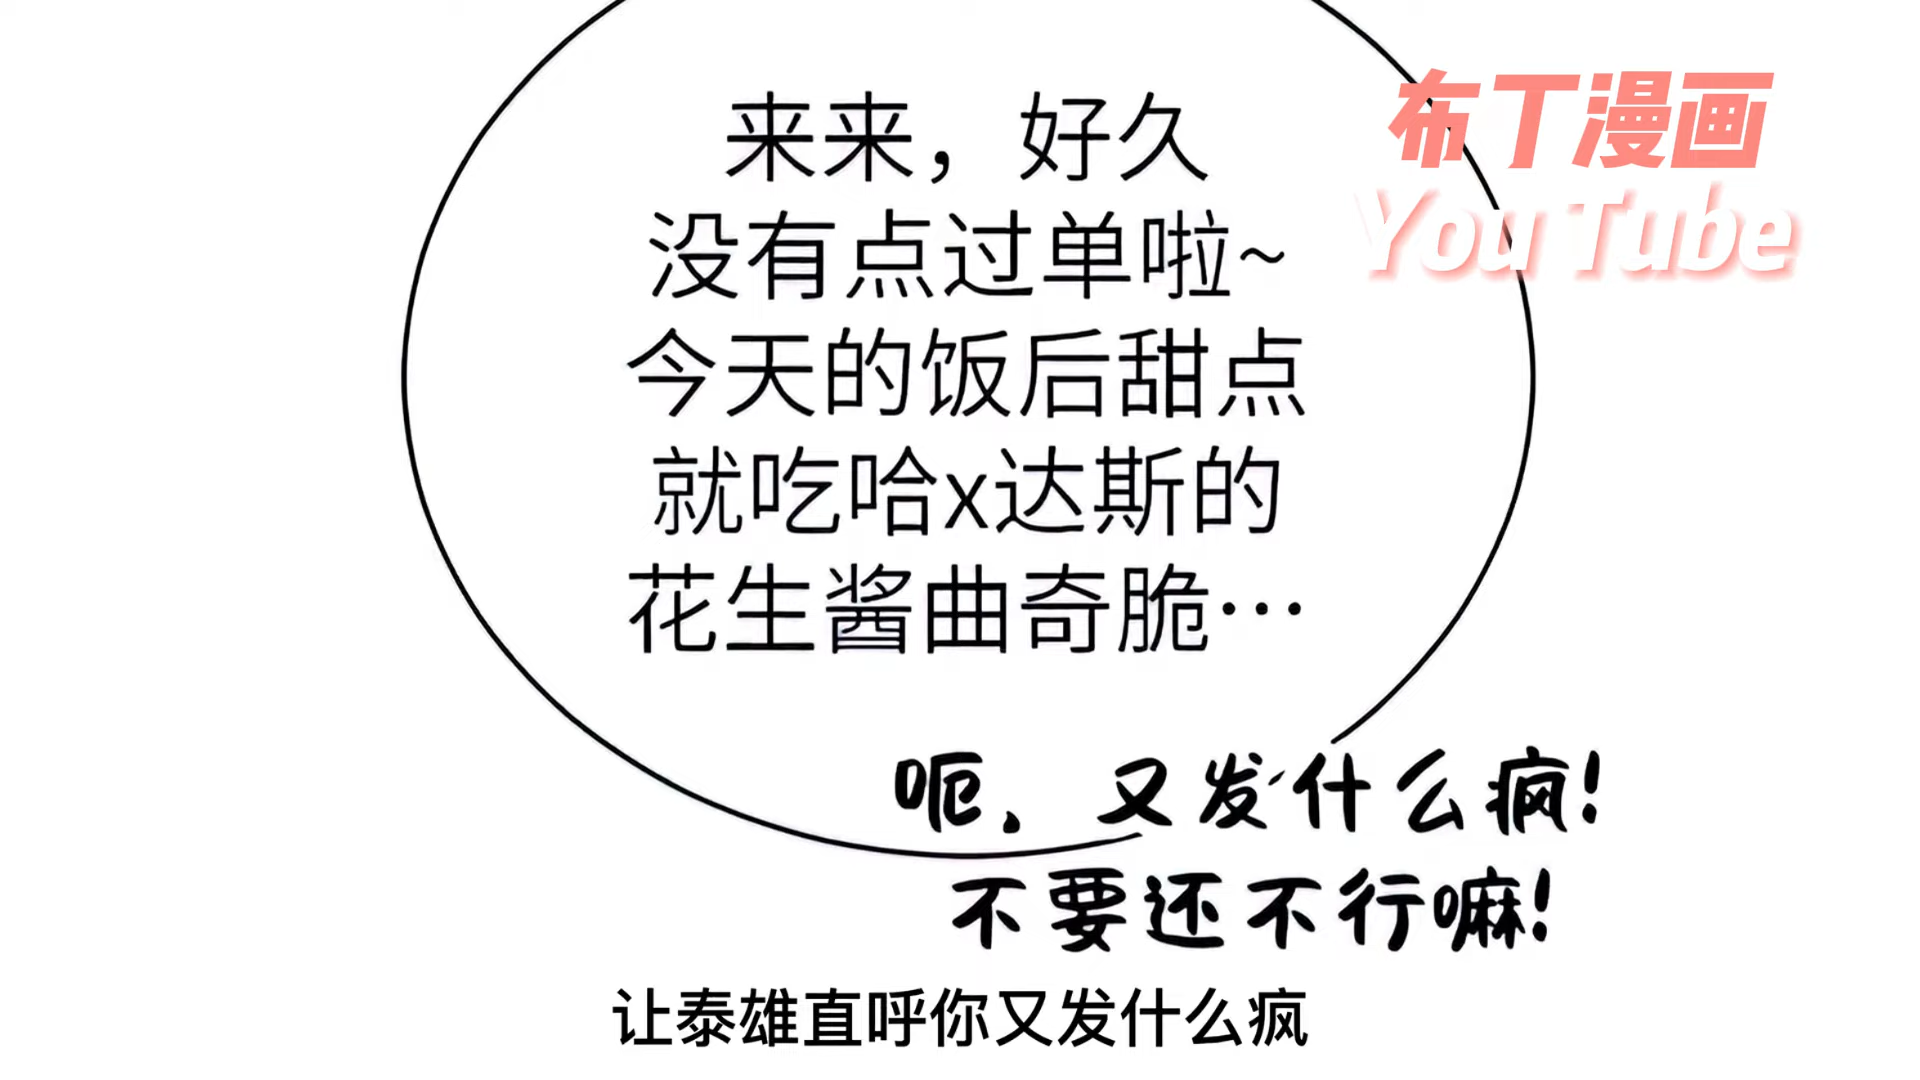 来来，好久
没有点过单啦~
今天的饭后甜点
就吃哈x达斯的
花生酱曲奇脆…
布丁漫画
YouTube
呃、又发什么疯!
不要还不行嘛!
让泰雄直呼你又发什么疯